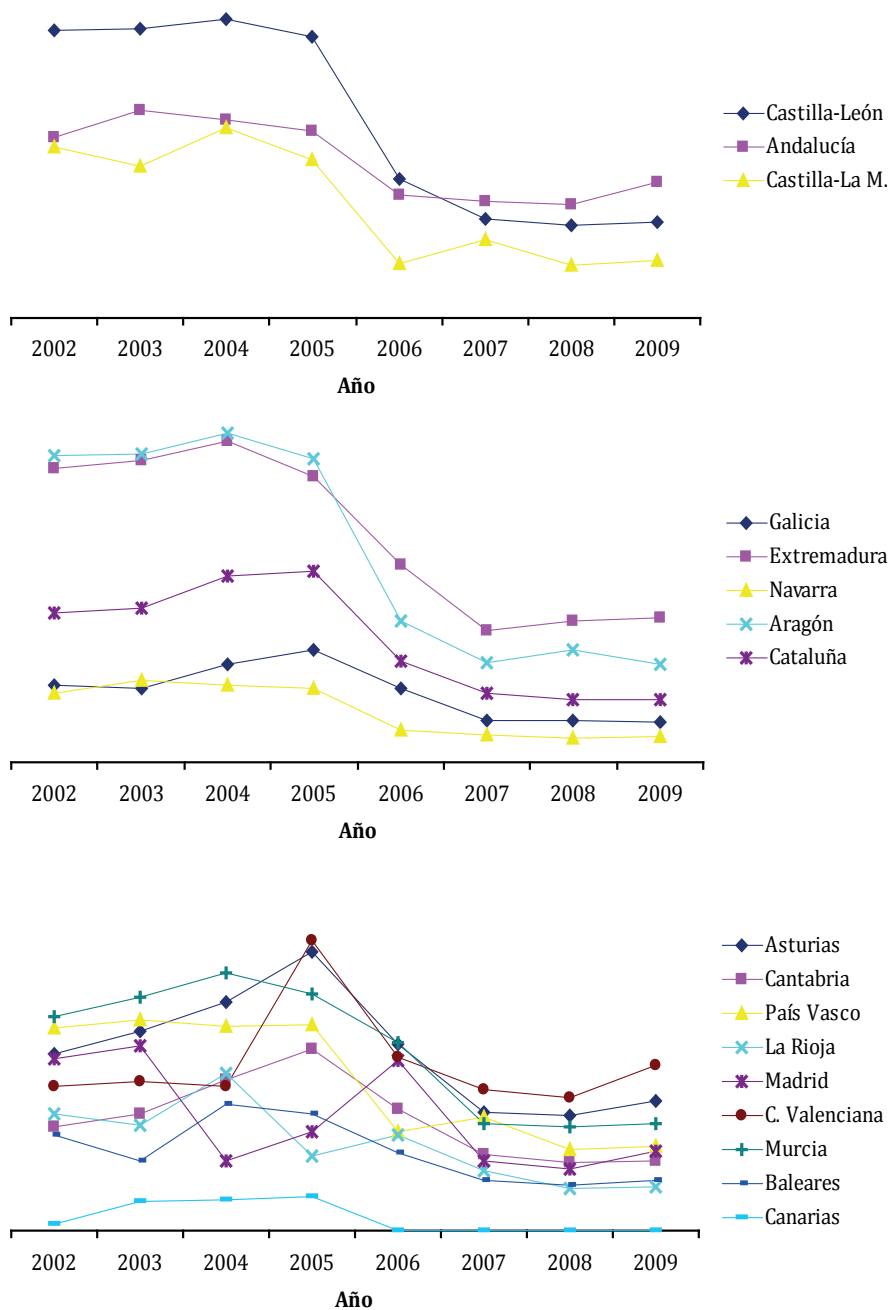 Castilla-León
Andalucía
Castilla-La M.
2002 2003 2004 2005 2006 2007 2008 2009
Año
Galicia
Extremadura
Navarra
Aragón
Cataluña
2002 2003 2004 2005 2006 2007 2008 2009
Año
Asturias
Cantabria
País Vasco
La Rioja
Madrid
C. Valenciana
Murcia
Baleares
Canarias
2002 2003 2004 2005 2006 2007 2008 2009
Año